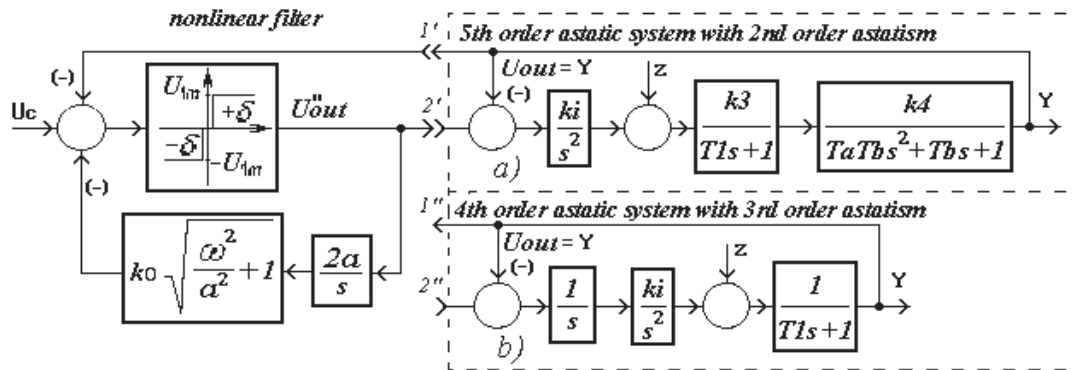 nonlinear filter
1'
5th order astatic system with 2nd order astatism
(-)
U1m
Uout = Y
z
Uc
+δ
U"out
2'
(-)
ki
s²
k3
T1s+1
k4
TaTbs²+Tbs+1
Y
-δ
-U1m
a)
(-)
1"
4th order astatic system with 3rd order astatism
k0 √ ω²/a² + 1
2a
s
Uout = Y
z
(-)
2"
1
s
ki
s²
1
T1s+1
Y
b)